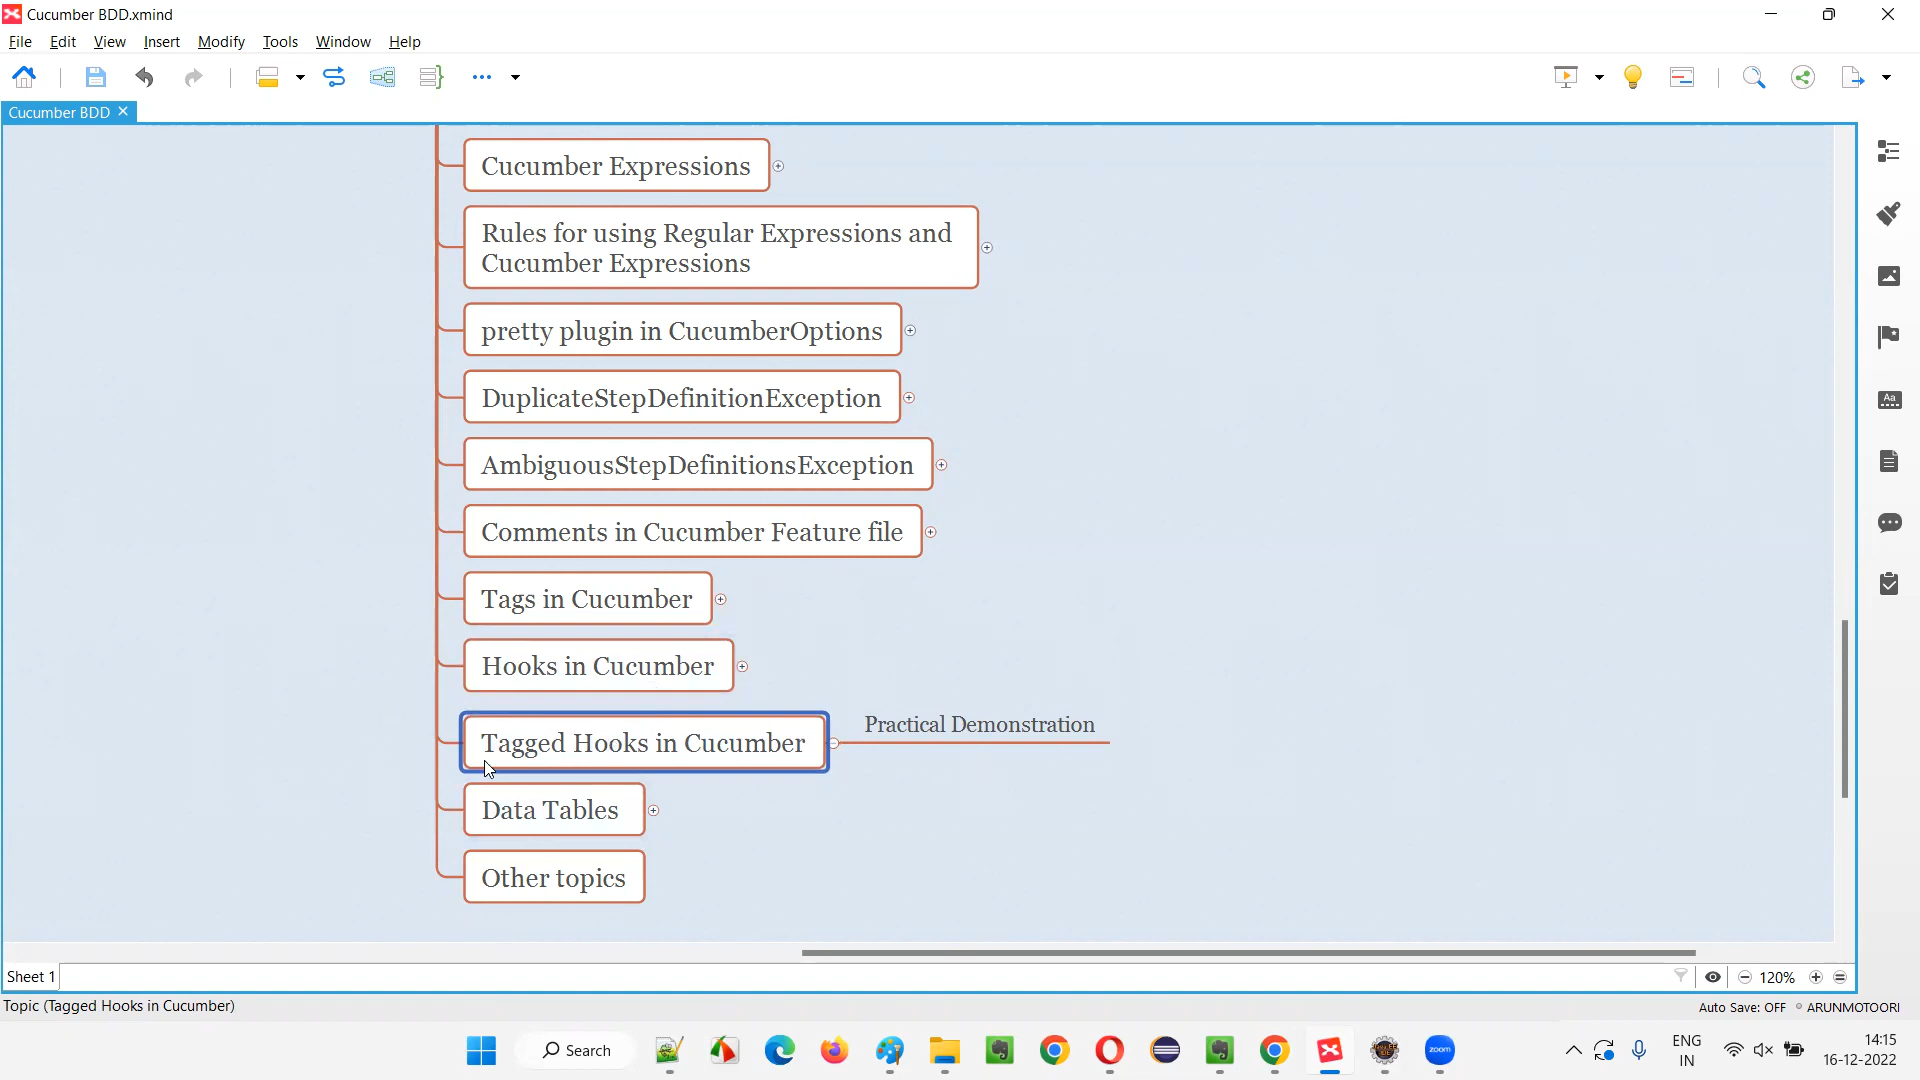 Cucumber BDD.xmind
File Edit View Insert Modify Tools Window Help
Cucumber BDD
Cucumber Expressions
Rules for using Regular Expressions and
Cucumber Expressions
pretty plugin in CucumberOptions
DuplicateStepDefinitionException
AmbiguousStepDefinitionsException
Comments in Cucumber Feature file
Tags in Cucumber
Hooks in Cucumber
Tagged Hooks in Cucumber
Practical Demonstration
Data Tables
Other topics
Sheet 1
120%
Topic (Tagged Hooks in Cucumber)
Auto Save: OFF
ARUNMOTOORI
Search
zoom
ENG
IN
14:15
16-12-2022